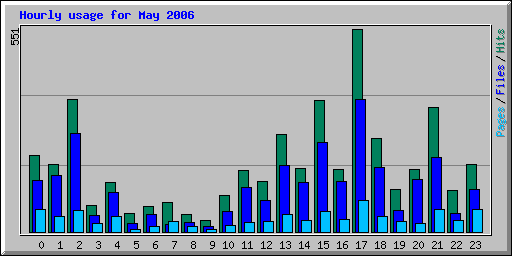 Hourly usage for May 2006
551
Pages/Files/Hits
0 1 2 3 4 5 6 7 8 9 10 11 12 13 14 15 16 17 18 19 20 21 22 23